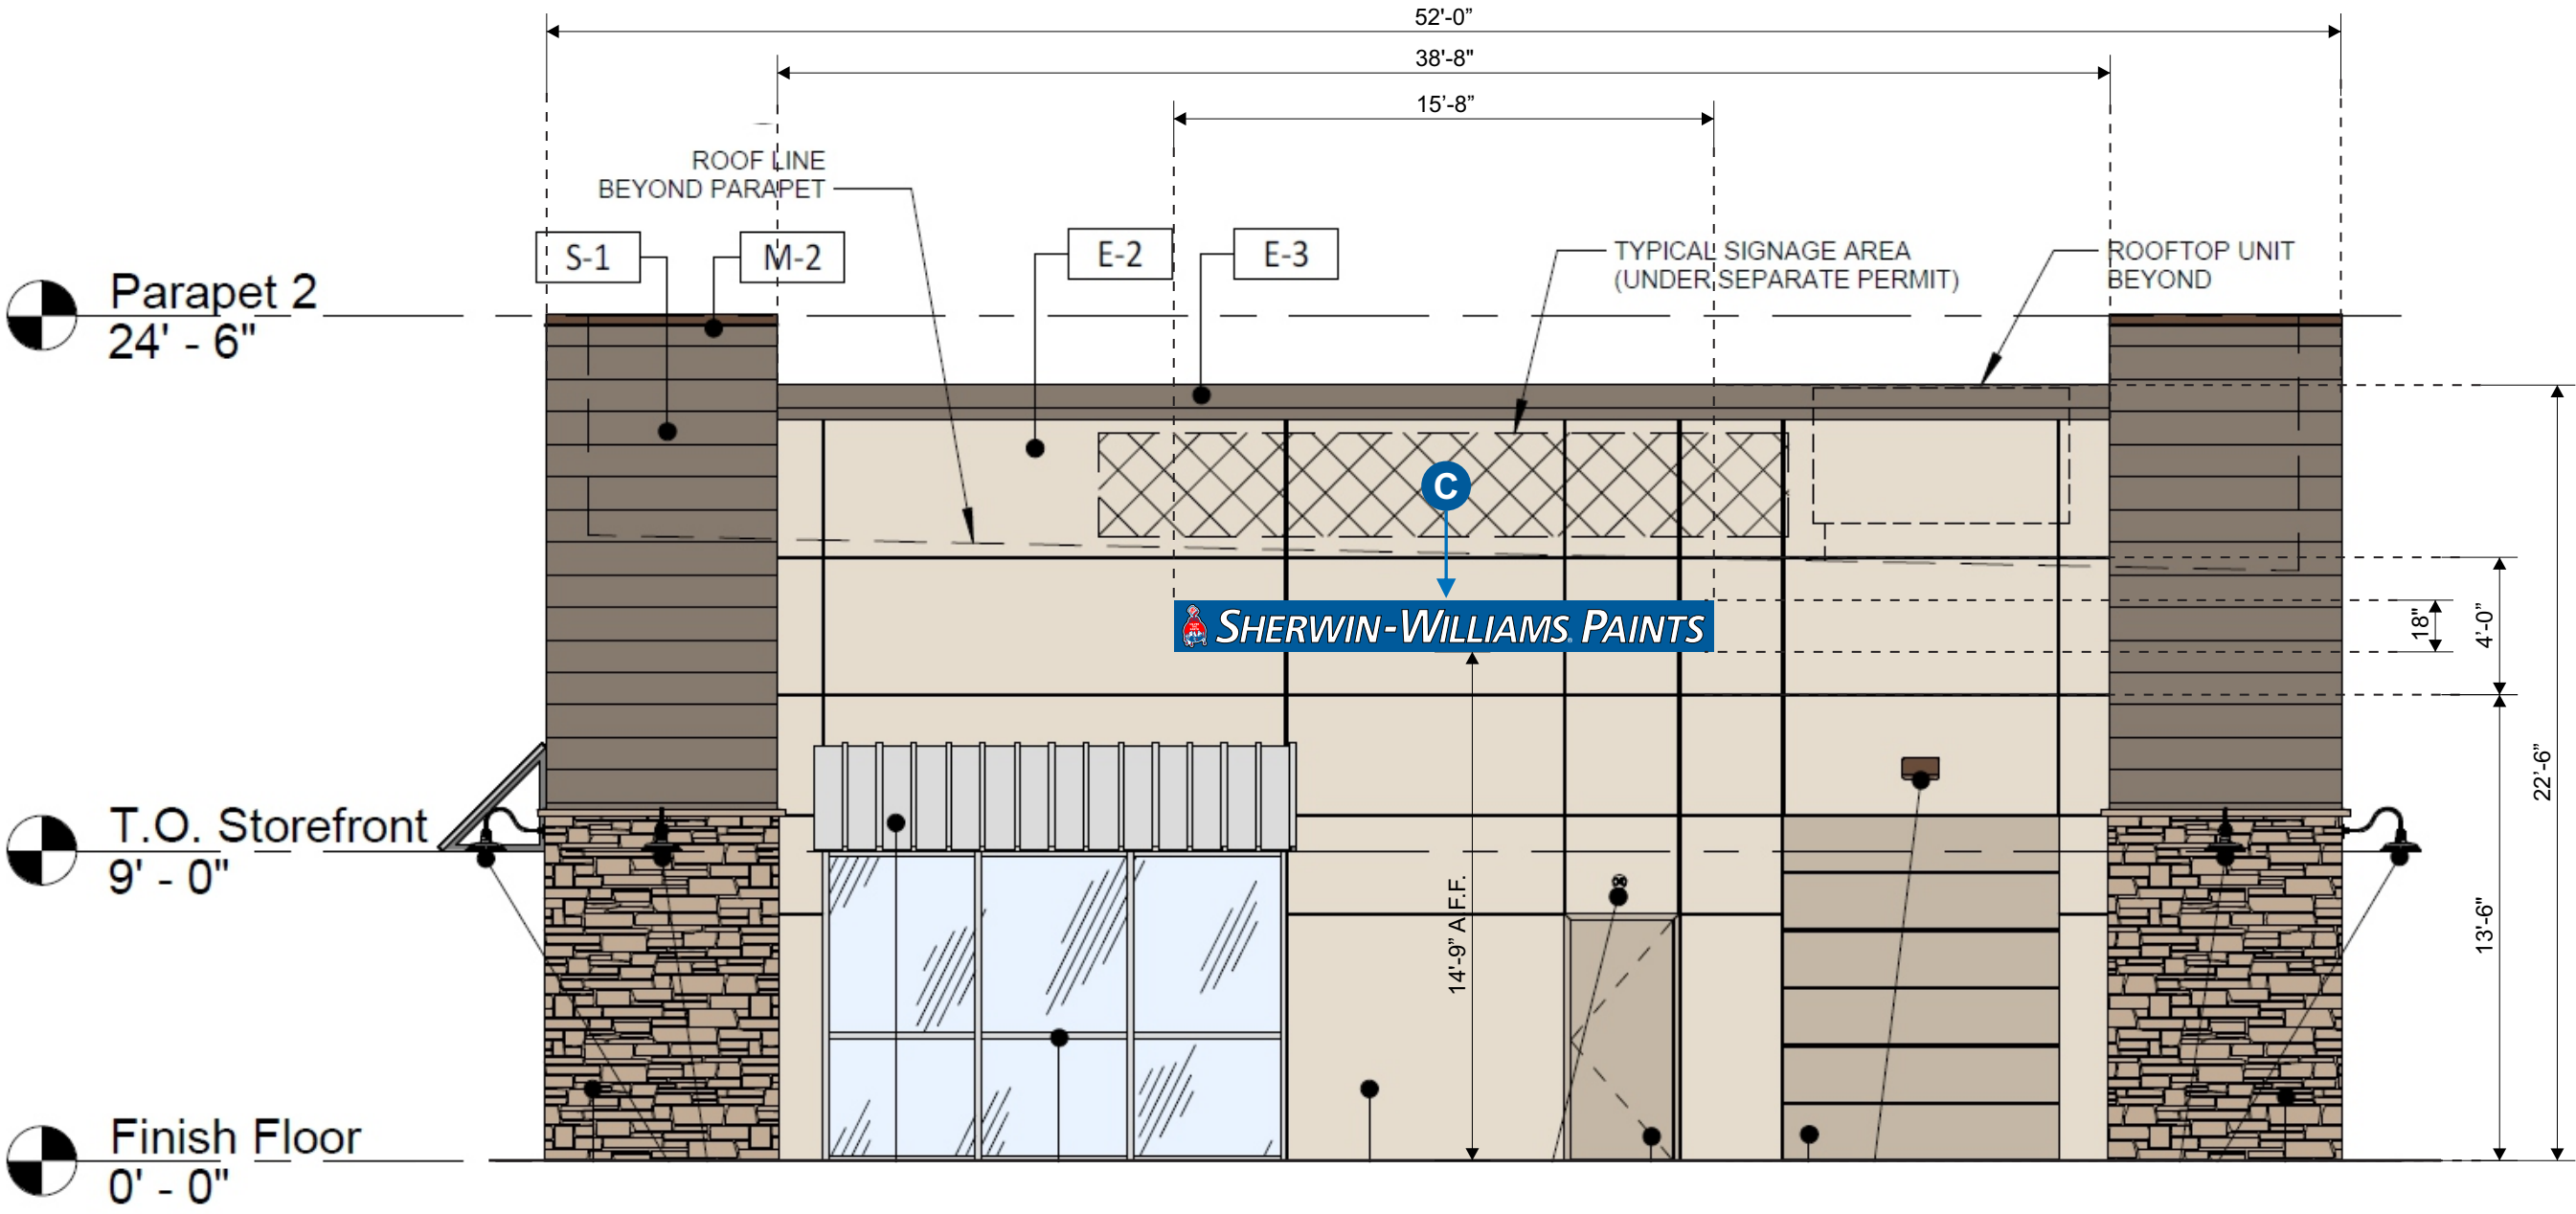 52'-0”
38'-8"
15’-8”
ROOF LINE
BEYOND PARAPET
S-1
M-2
E-2
E-3
TYPICAL SIGNAGE AREA
(UNDER SEPARATE PERMIT)
ROOFTOP UNIT
BEYOND
Parapet 2
24' - 6"
C
SHERWIN-WILLIAMS. PAINTS
18"
4’-0”
22’-6”
T.O. Storefront
9' - 0"
14’-9” A.F.F.
13’-6"
Finish Floor
0' - 0"